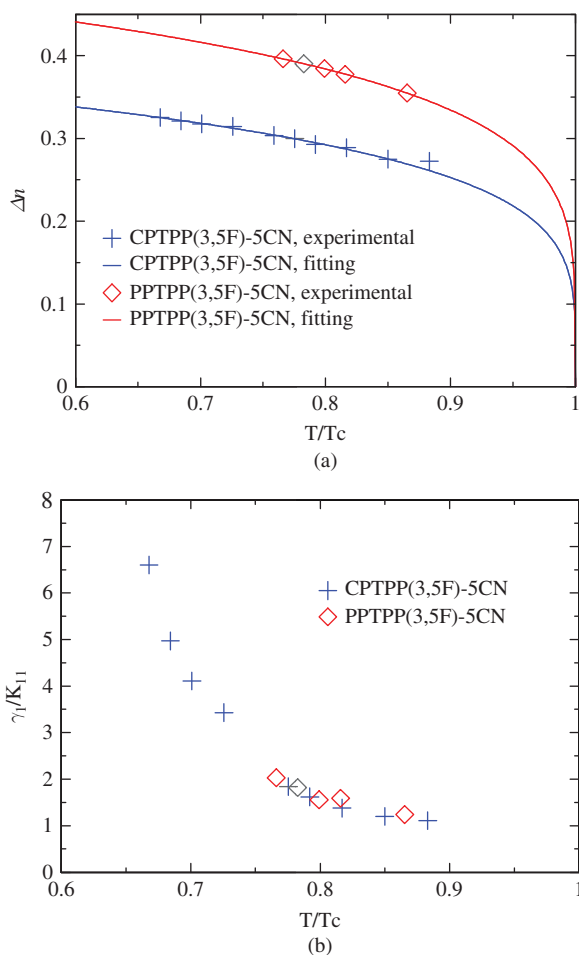 0.4
0.3
Δn
0.2
CPTPP(3,5F)-5CN, experimental
CPTPP(3,5F)-5CN, fitting
PPTPP(3,5F)-5CN, experimental
PPTPP(3,5F)-5CN, fitting
0.1
0
0.6 0.7 0.8 0.9 1
T/Tc
(a)
8
7
6
5
4
3
2
1
0
γ1/K11
CPTPP(3,5F)-5CN
PPTPP(3,5F)-5CN
0.6 0.7 0.8 0.9 1
T/Tc
(b)